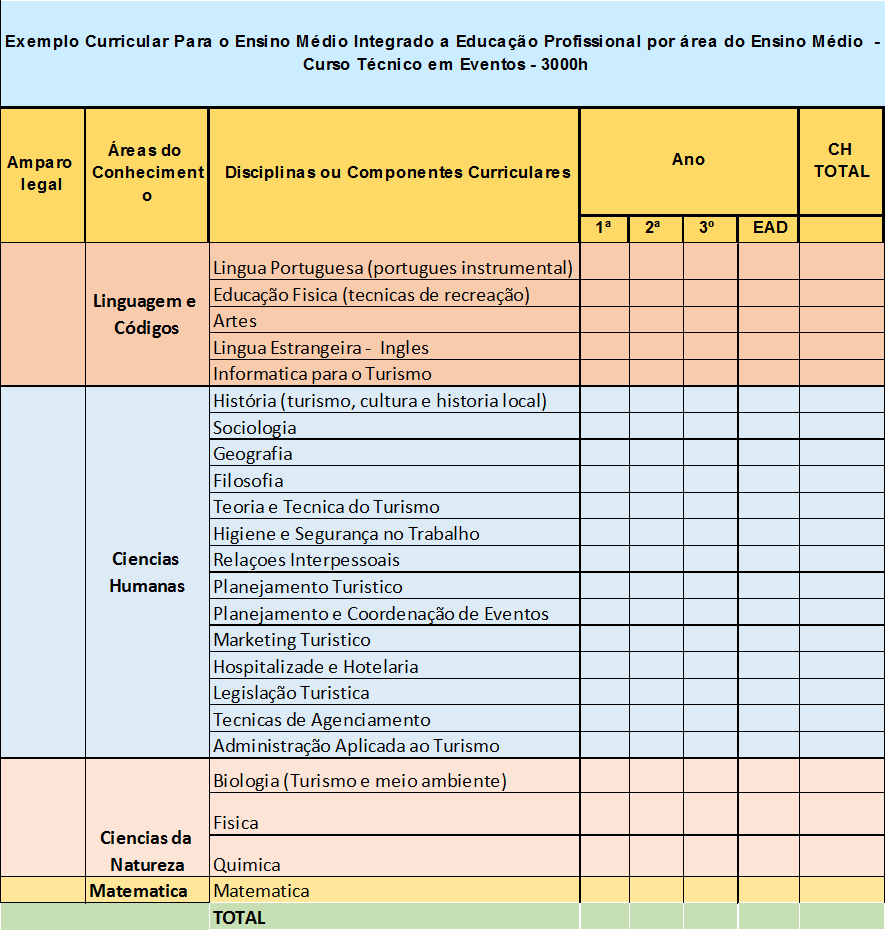 Exemplo Curricular Para o Ensino Médio Integrado a Educação Profissional por área do Ensino Médio -
Curso Técnico em Eventos - 3000h
Amparo
legal
Áreas do
Conheciment
o
Disciplinas ou Componentes Curriculares
Ano
CH
TOTAL
1ª
2ª
3º
EAD
Linguagem e
Códigos
Lingua Portuguesa (portugues instrumental)
Educação Fisica (tecnicas de recreação)
Artes
Lingua Estrangeira - Ingles
Informatica para o Turismo
Ciencias
Humanas
História (turismo, cultura e historia local)
Sociologia
Geografia
Filosofia
Teoria e Tecnica do Turismo
Higiene e Segurança no Trabalho
Relaçoes Interpessoais
Planejamento Turistico
Planejamento e Coordenação de Eventos
Marketing Turistico
Hospitalizade e Hotelaria
Legislação Turistica
Tecnicas de Agenciamento
Administração Aplicada ao Turismo
Ciencias da
Natureza
Biologia (Turismo e meio ambiente)
Fisica
Quimica
Matematica
Matematica
TOTAL